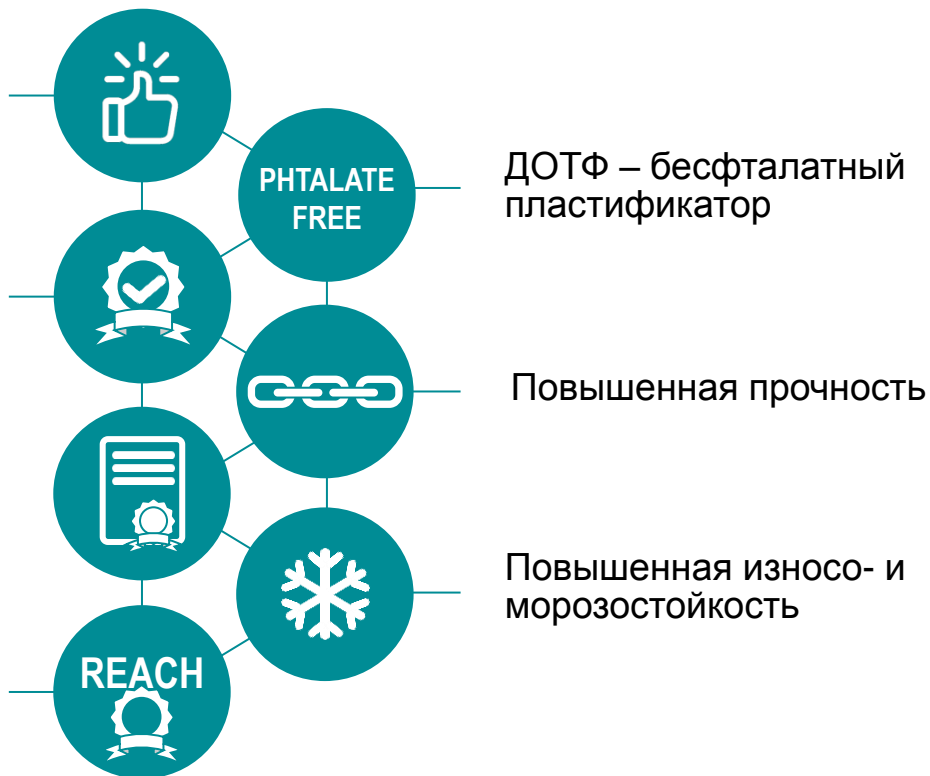 PHTALATE
FREE
ДОТФ – бесфталатный
пластификатор
Повышенная прочность
Повышенная износо- и
морозостойкость
REACH